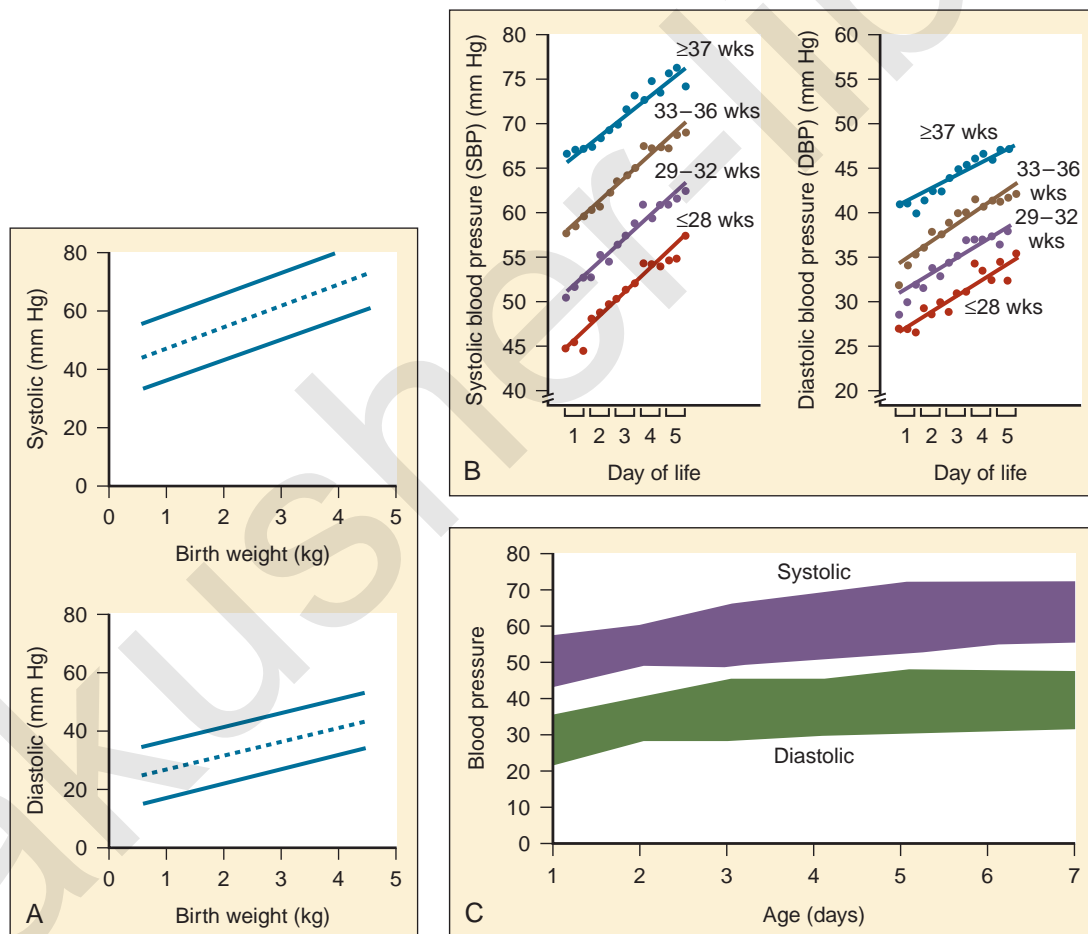 80
60
40
20
0
Systolic (mm Hg)
0 1 2 3 4 5
Birth weight (kg)
80
60
40
20
0
Diastolic (mm Hg)
0 1 2 3 4 5
Birth weight (kg)
A
80
75
70
65
60
55
50
45
40
Systolic blood pressure (SBP) (mm Hg)
≥37 wks
33–36 wks
29–32 wks
≤28 wks
1 2 3 4 5
Day of life
B
60
55
50
45
40
35
30
25
20
Diastolic blood pressure (DBP) (mm Hg)
≥37 wks
33–36
wks
29–32
wks
≤28 wks
1 2 3 4 5
Day of life
80
70
60
50
40
30
20
10
0
Blood pressure
Systolic
Diastolic
1 2 3 4 5 6 7
Age (days)
C